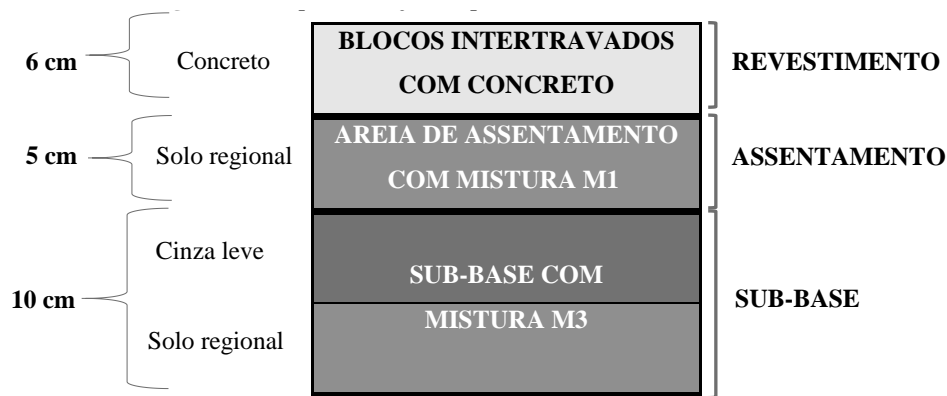 6 cm
Concreto
BLOCOS INTERTRAVADOS
COM CONCRETO
REVESTIMENTO
5 cm
Solo regional
AREIA DE ASSENTAMENTO
COM MISTURA M1
ASSENTAMENTO
10 cm
Cinza leve
Solo regional
SUB-BASE COM
MISTURA M3
SUB-BASE